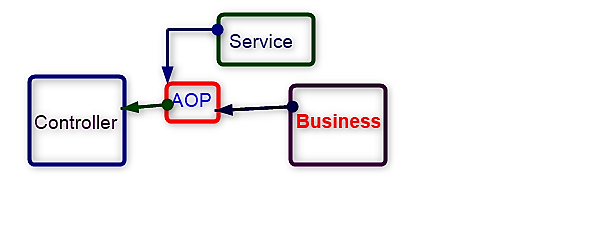 Service
AOP
Controller
Business